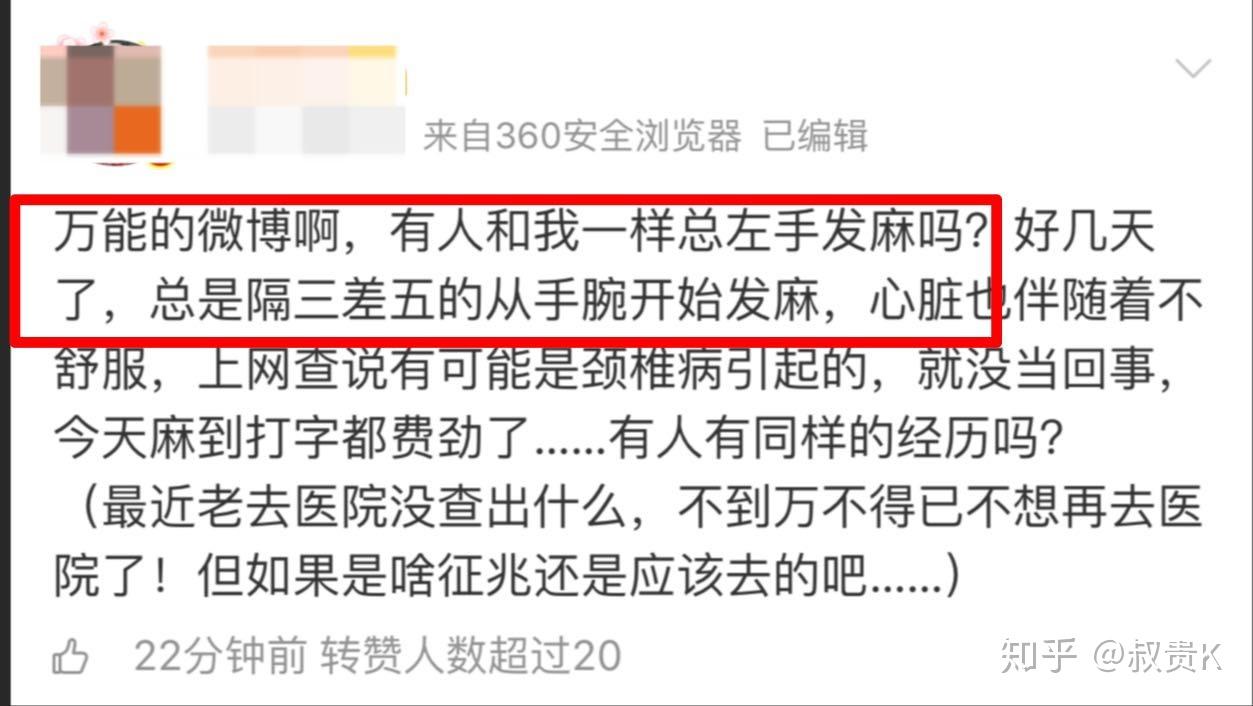 来自360安全浏览器 已编辑
万能的微博啊，有人和我一样总左手发麻吗？好几天
了，总是隔三差五的从手腕开始发麻，心脏也伴随着不
舒服，上网查说有可能是颈椎病引起的，就没当回事，
今天麻到打字都费劲了......有人有同样的经历吗？
（最近老去医院没查出什么，不到万不得已不想再去医
院了！但如果是啥征兆还是应该去的吧......）
22分钟前 转赞人数超过20
知乎 @叔贵K